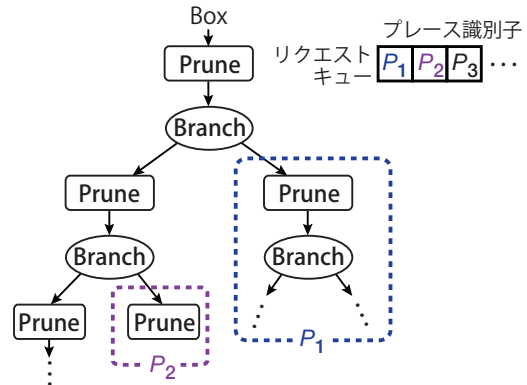 Box
プレース識別子
リクエスト
キュー
P1 P2 P3 ···
Prune
Branch
Prune
Prune
Branch
Branch
Prune
Prune
P2
P1